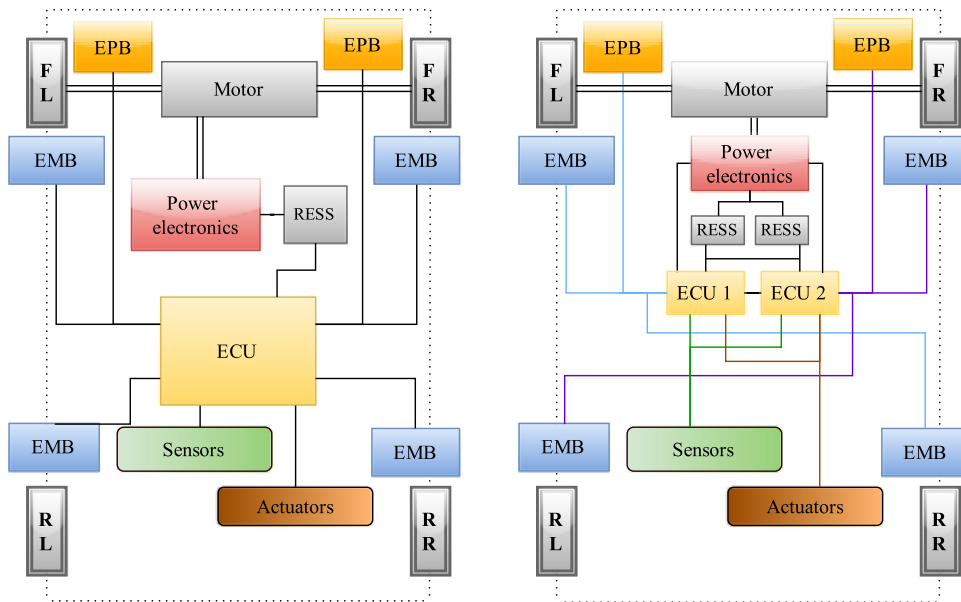 EPB
EPB
F
L
Motor
F
R
EMB
EMB
Power
electronics
RESS
ECU
EMB
Sensors
EMB
Actuators
R
L
R
R
EPB
EPB
F
L
Motor
F
R
EMB
Power
electronics
EMB
RESS
RESS
ECU 1
ECU 2
EMB
Sensors
EMB
Actuators
R
L
R
R